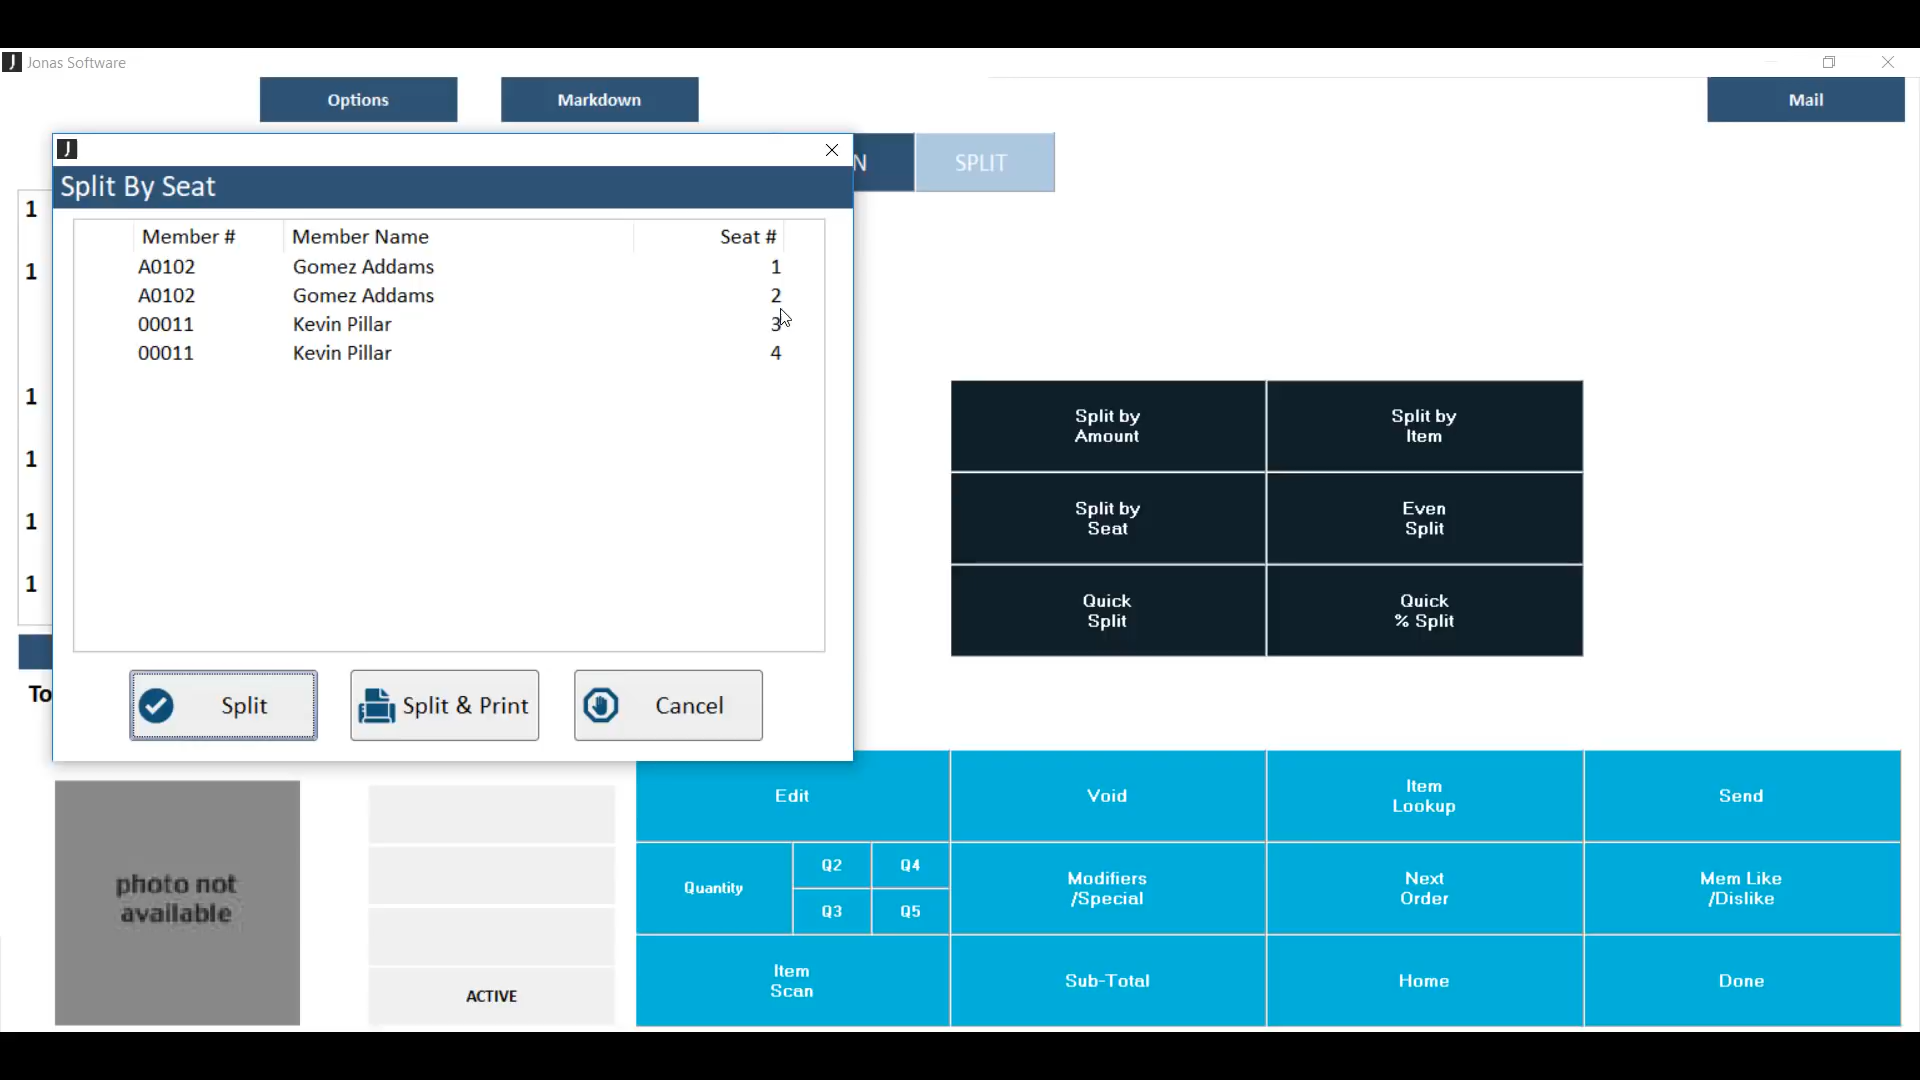 Jonas Software
Options
Markdown
Mail
N
SPLIT
Split By Seat
Member # Member Name Seat #
A0102 Gomez Addams 1
A0102 Gomez Addams 2
00011 Kevin Pillar 3
00011 Kevin Pillar 4
Split
Split & Print
Cancel
1
1
1
1
1
1
To
Split by
Amount
Split by
Item
Split by
Seat
Even
Split
Quick
Split
Quick
% Split
photo not
available
ACTIVE
Edit
Void
Item
Lookup
Send
Quantity
Q2
Q4
Q3
Q5
Modifiers
/Special
Next
Order
Mem Like
/Dislike
Item
Scan
Sub-Total
Home
Done